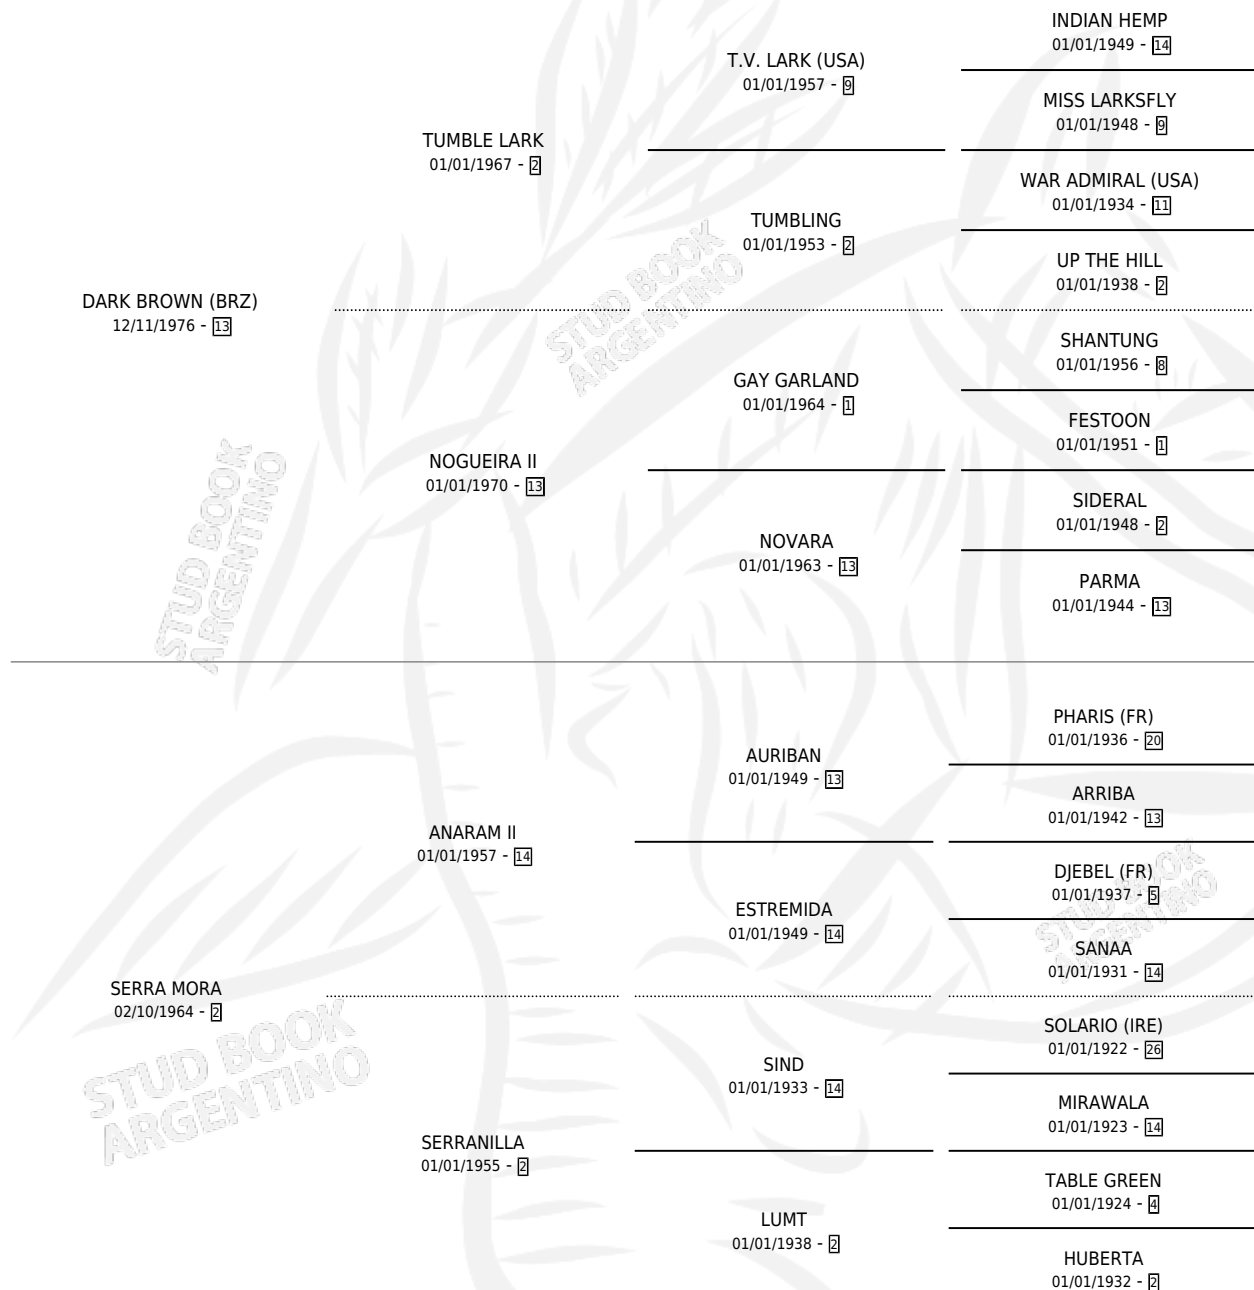 INDIAN HEMP
01/01/1949 - 14
T.V. LARK (USA)
01/01/1957 - 9
MISS LARKSFLY
01/01/1948 - 9
TUMBLE LARK
01/01/1967 - 2
WAR ADMIRAL (USA)
01/01/1934 - 11
TUMBLING
01/01/1953 - 2
UP THE HILL
01/01/1938 - 2
DARK BROWN (BRZ)
12/11/1976 - 13
STUD BOOK
ARGENTINO
SHANTUNG
01/01/1956 - 8
GAY GARLAND
01/01/1964 - 1
FESTOON
01/01/1951 - 1
NOGUEIRA II
01/01/1970 - 13
SIDERAL
01/01/1948 - 2
NOVARA
01/01/1963 - 13
PARMA
01/01/1944 - 13
STUD BOOK
ARGENTINO
PHARIS (FR)
01/01/1936 - 20
AURIBAN
01/01/1949 - 13
ARRIBA
01/01/1942 - 13
ANARAM II
01/01/1957 - 14
DJEBEL (FR)
01/01/1937 - 5
ESTREMIDA
01/01/1949 - 14
STUD BOOK
ARGENTINO
SANAA
01/01/1931 - 14
SERRA MORA
02/10/1964 - 2
SOLARIO (IRE)
01/01/1922 - 26
SIND
01/01/1933 - 14
STUD BOOK
ARGENTINO
MIRAWALA
01/01/1923 - 14
SERRANILLA
01/01/1955 - 2
TABLE GREEN
01/01/1924 - 4
LUMT
01/01/1938 - 2
HUBERTA
01/01/1932 - 2